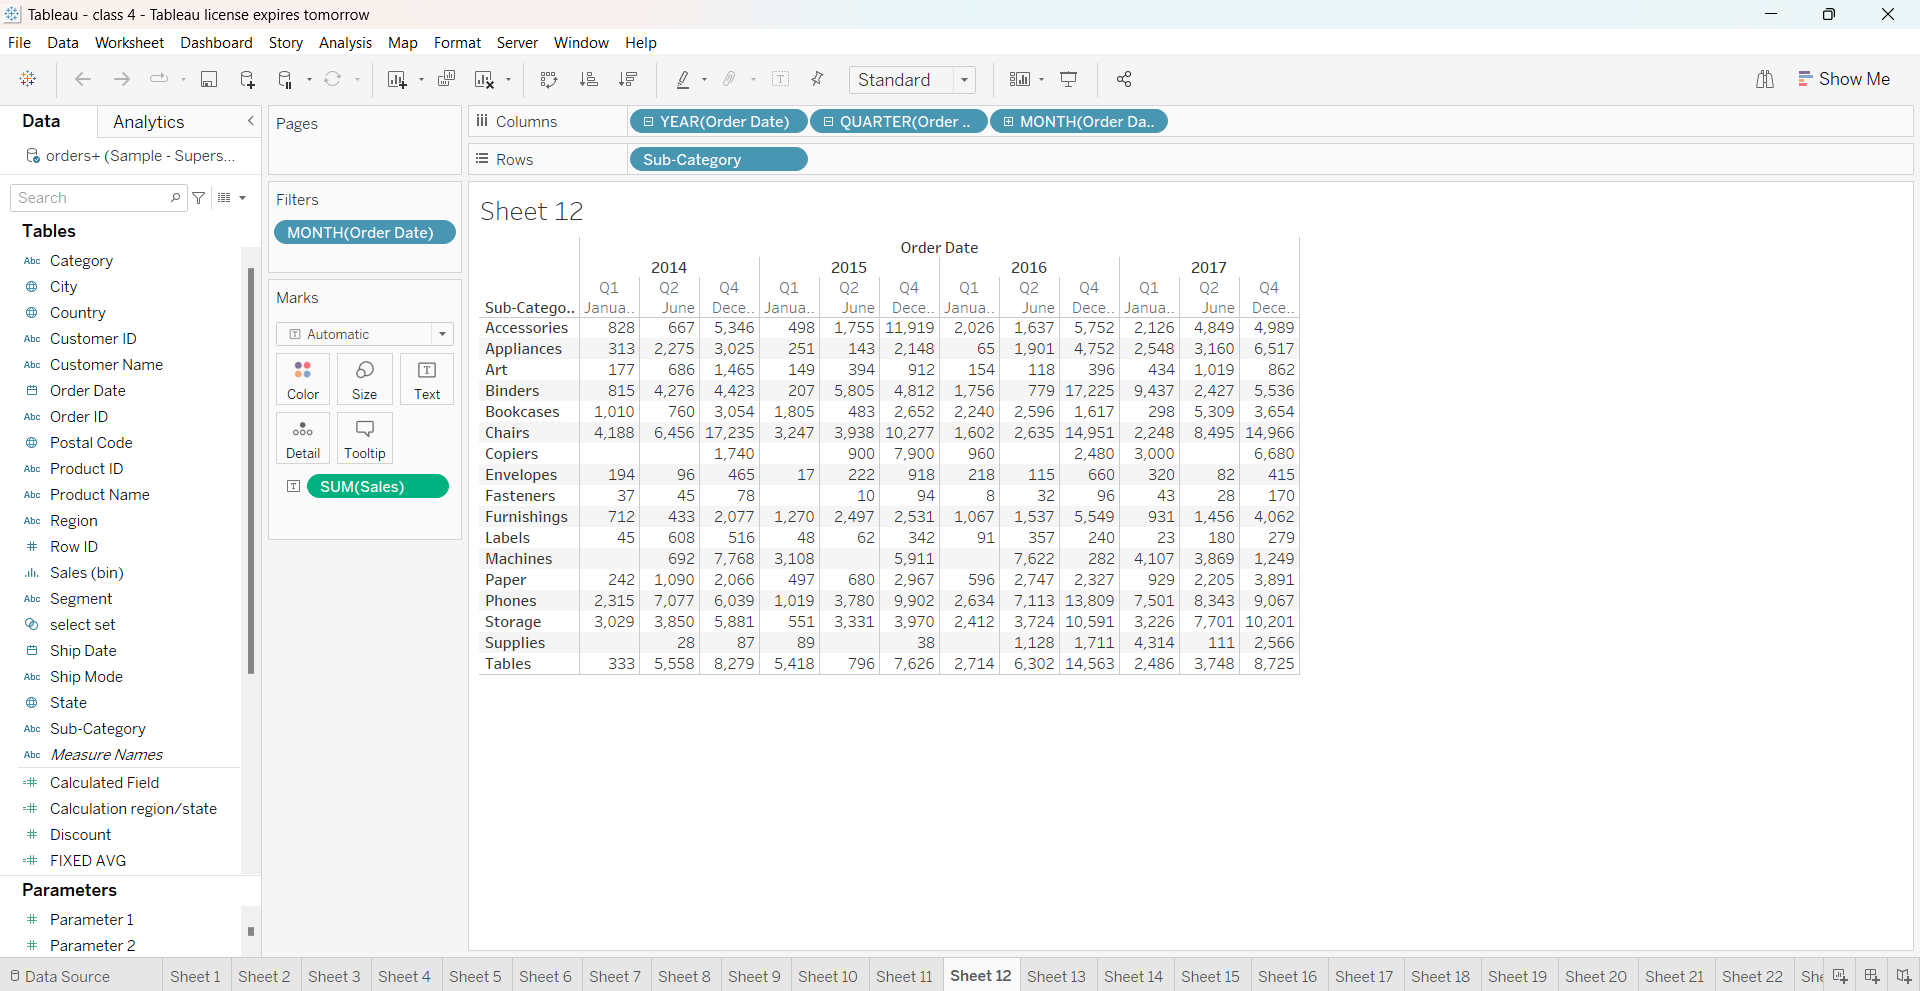 Tableau - class 4 - Tableau license expires tomorrow
File Data Worksheet Dashboard Story Analysis Map Format Server Window Help
Standard
Show Me
Data Analytics
orders+ (Sample - Supers...
Search
Tables
Abc Category
City
Country
Abc Customer ID
Abc Customer Name
Order Date
Abc Order ID
Postal Code
Abc Product ID
Abc Product Name
Abc Region
# Row ID
Sales (bin)
Abc Segment
select set
Ship Date
Abc Ship Mode
State
Abc Sub-Category
Abc Measure Names
=# Calculated Field
=# Calculation region/state
# Discount
=# FIXED AVG
Parameters
# Parameter 1
# Parameter 2
Pages
Filters
MONTH(Order Date)
Marks
T Automatic
Color Size Text
Detail Tooltip
T SUM(Sales)
Columns YEAR(Order Date) QUARTER(Order .. MONTH(Order Da..
Rows Sub-Category
Sheet 12
Order Date
2014 2015 2016 2017
Q1 Q2 Q4 Q1 Q2 Q4 Q1 Q2 Q4 Q1 Q2 Q4
Sub-Catego.. Janua.. June Dece.. Janua.. June Dece.. Janua.. June Dece.. Janua.. June Dece..
Accessories 828 667 5,346 498 1,755 11,919 2,026 1,637 5,752 2,126 4,849 4,989
Appliances 313 2,275 3,025 251 143 2,148 65 1,901 4,752 2,548 3,160 6,517
Art 177 686 1,465 149 394 912 154 118 396 434 1,019 862
Binders 815 4,276 4,423 207 5,805 4,812 1,756 779 17,225 9,437 2,427 5,536
Bookcases 1,010 760 3,054 1,805 483 2,652 2,240 2,596 1,617 298 5,309 3,654
Chairs 4,188 6,456 17,235 3,247 3,938 10,277 1,602 2,635 14,951 2,248 8,495 14,966
Copiers 1,740 900 7,900 960 2,480 3,000 6,680
Envelopes 194 96 465 17 222 918 218 115 660 320 82 415
Fasteners 37 45 78 10 94 8 32 96 43 28 170
Furnishings 712 433 2,077 1,270 2,497 2,531 1,067 1,537 5,549 931 1,456 4,062
Labels 45 608 516 48 62 342 91 357 240 23 180 279
Machines 692 7,768 3,108 5,911 7,622 282 4,107 3,869 1,249
Paper 242 1,090 2,066 497 680 2,967 596 2,747 2,327 929 2,205 3,891
Phones 2,315 7,077 6,039 1,019 3,780 9,902 2,634 7,113 13,809 7,501 8,343 9,067
Storage 3,029 3,850 5,881 551 3,331 3,970 2,412 3,724 10,591 3,226 7,701 10,201
Supplies 28 87 89 38 1,128 1,711 4,314 111 2,566
Tables 333 5,558 8,279 5,418 796 7,626 2,714 6,302 14,563 2,486 3,748 8,725
Data Source Sheet 1 Sheet 2 Sheet 3 Sheet 4 Sheet 5 Sheet 6 Sheet 7 Sheet 8 Sheet 9 Sheet 10 Sheet 11 Sheet 12 Sheet 13 Sheet 14 Sheet 15 Sheet 16 Sheet 17 Sheet 18 Sheet 19 Sheet 20 Sheet 21 Sheet 22 She